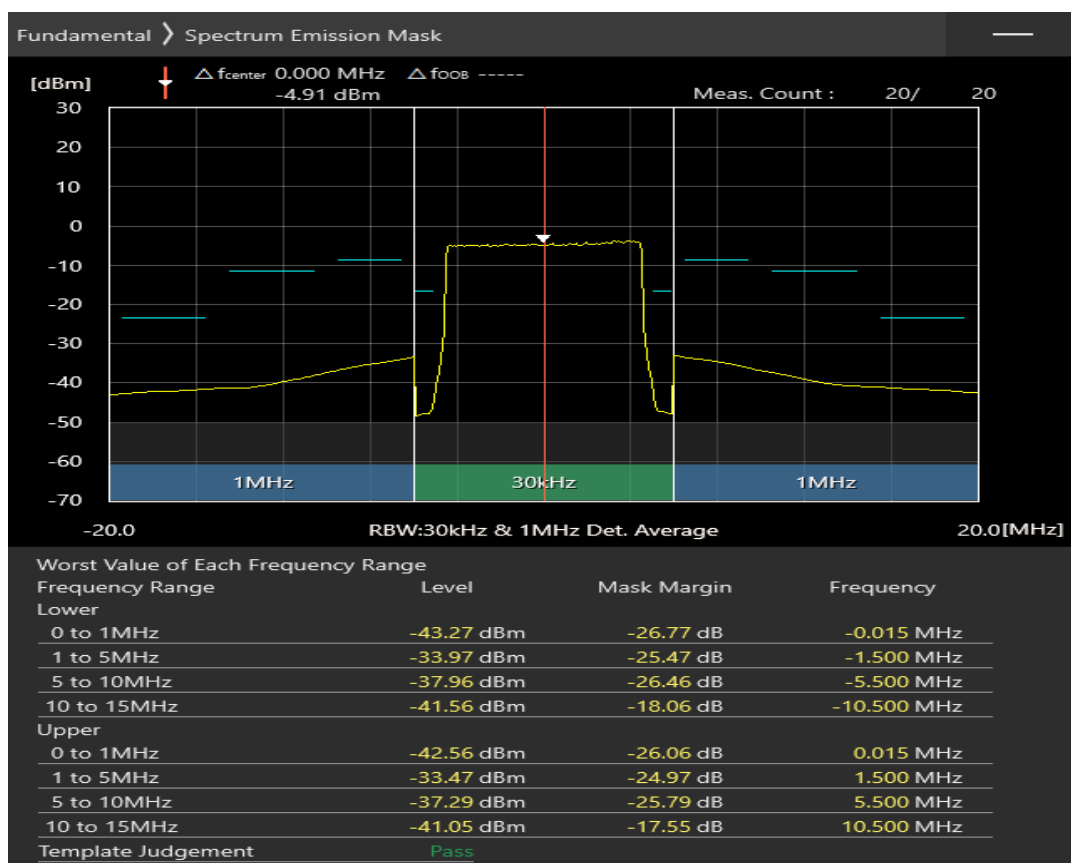 Fundamental ❯ Spectrum Emission Mask
[dBm] △ fcenter 0.000 MHz △ fOOB -----
-4.91 dBm Meas. Count : 20/ 20
30
20
10
0
-10
-20
-30
-40
-50
-60
1MHz 30kHz 1MHz
-70
-20.0 RBW:30kHz & 1MHz Det. Average 20.0[MHz]
Worst Value of Each Frequency Range
Frequency Range Level Mask Margin Frequency
Lower
0 to 1MHz -43.27 dBm -26.77 dB -0.015 MHz
1 to 5MHz -33.97 dBm -25.47 dB -1.500 MHz
5 to 10MHz -37.96 dBm -26.46 dB -5.500 MHz
10 to 15MHz -41.56 dBm -18.06 dB -10.500 MHz
Upper
0 to 1MHz -42.56 dBm -26.06 dB 0.015 MHz
1 to 5MHz -33.47 dBm -24.97 dB 1.500 MHz
5 to 10MHz -37.29 dBm -25.79 dB 5.500 MHz
10 to 15MHz -41.05 dBm -17.55 dB 10.500 MHz
Template Judgement Pass